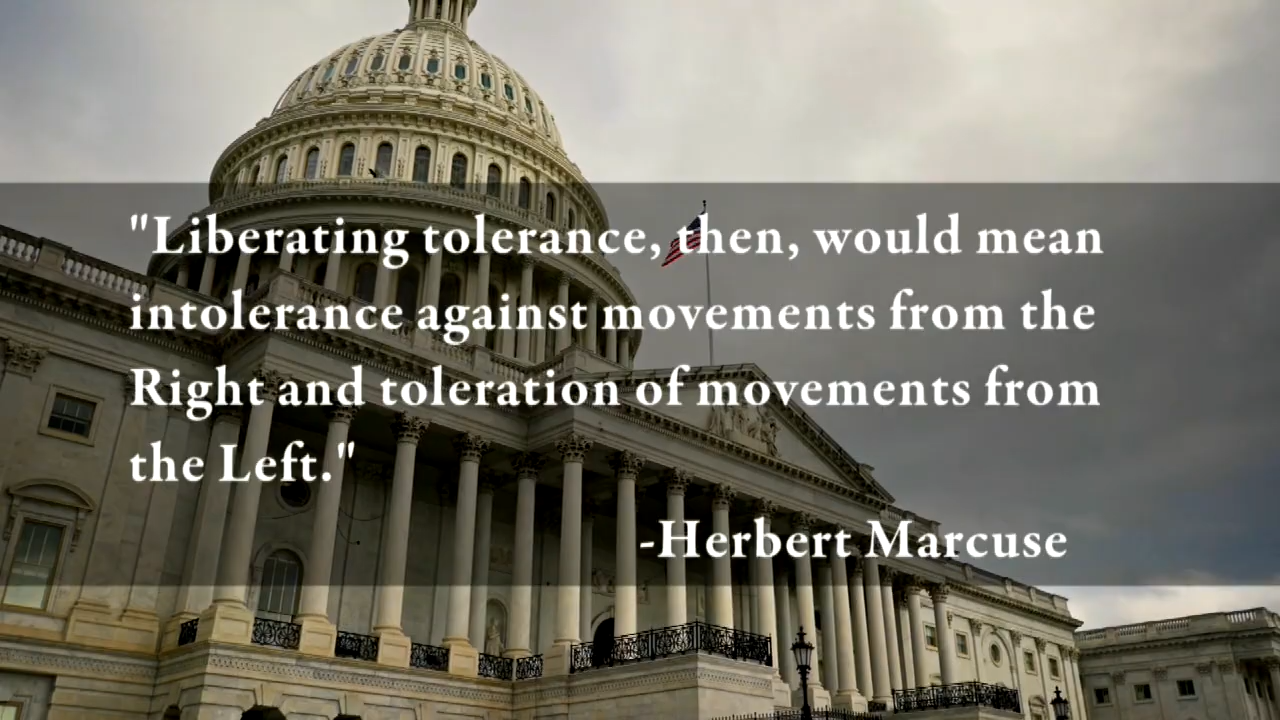 "Liberating tolerance, then, would mean
intolerance against movements from the
Right and toleration of movements from
the Left."
-Herbert Marcuse